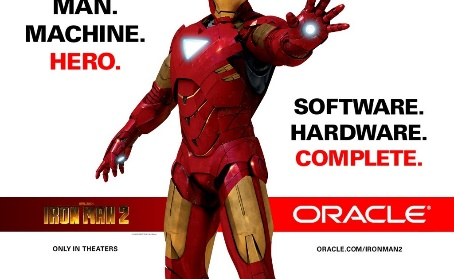 MAN.
MACHINE.
HERO.
SOFTWARE.
HARDWARE.
COMPLETE.
IRON MAN 2
ORACLE®
ONLY IN THEATERS
ORACLE.COM/IRONMAN2